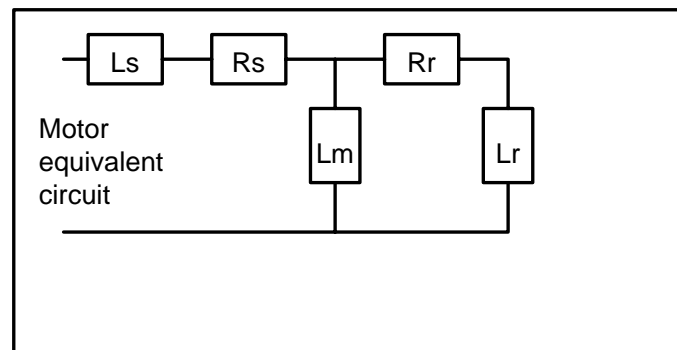 Ls
Rs
Rr
Lm
Lr
Motor
equivalent
circuit